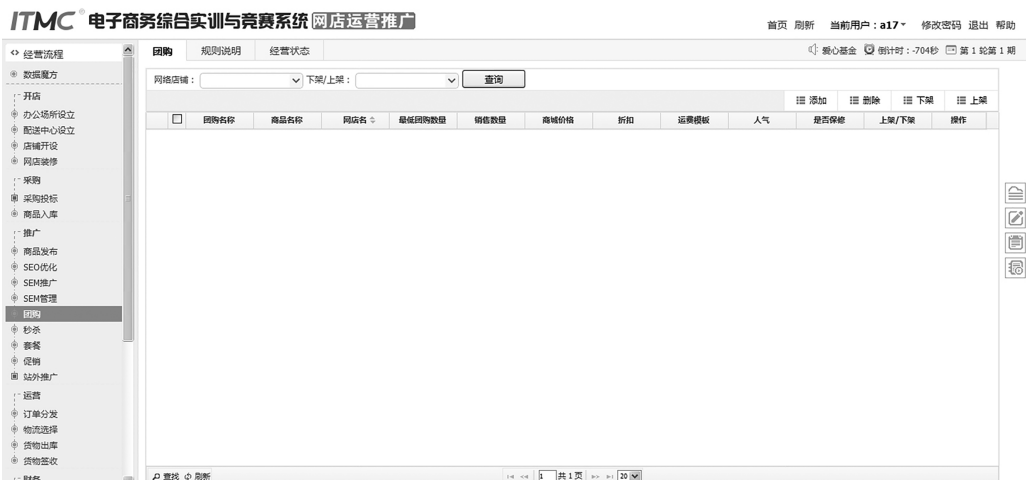 ITMC® 电子商务综合实训与竞赛系统 网店运营推广
首页 刷新 当前用户：a17 修改密码 退出 帮助
经营流程
数据魔方
开店
办公场所设立
配送中心设立
店铺开设
网店装修
采购
采购投标
商品入库
推广
商品发布
SEO优化
SEM推广
SEM管理
团购
秒杀
套餐
促销
站外推广
运营
订单分发
物流选择
货物出库
货物签收
财务
团购 规则说明 经营状态
爱心基金 倒计时：-704秒 第 1 轮第 1 期
网络店铺： 下架/上架： 查询
添加 删除 下架 上架
团购名称 商品名称 网店名 最低团购数量 销售数量 商城价格 折扣 运费模板 人气 是否保修 上架/下架 操作
查找 刷新 1 共 1 页 20